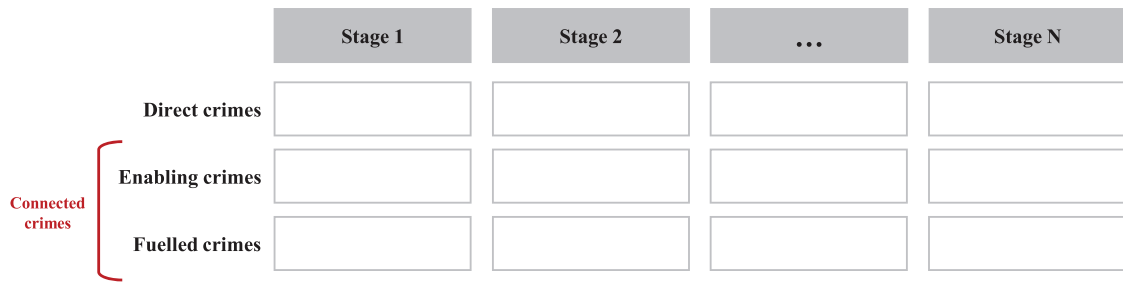 Stage 1 Stage 2 ... Stage N
Direct crimes
Enabling crimes
Connected
crimes
Fuelled crimes